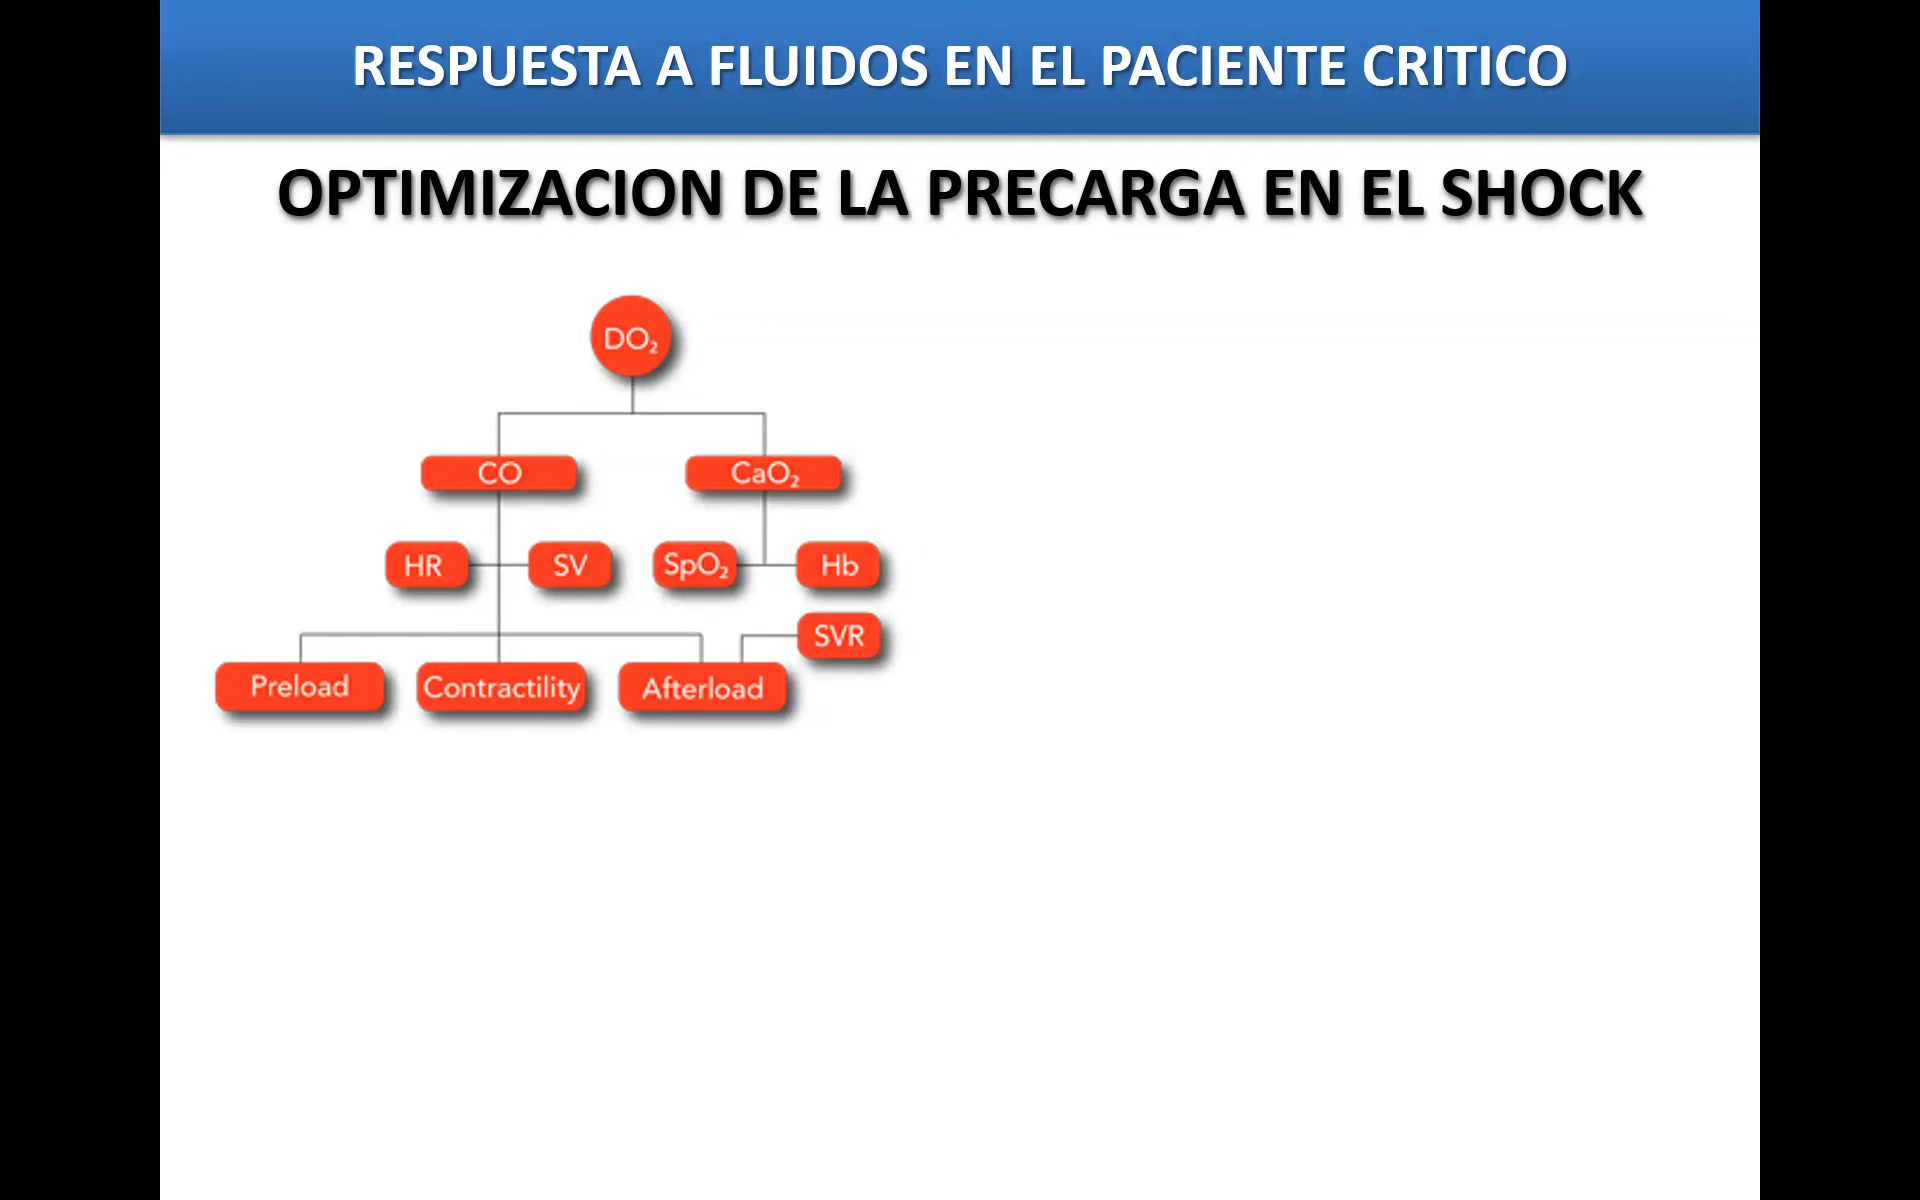 RESPUESTA A FLUIDOS EN EL PACIENTE CRITICO
OPTIMIZACION DE LA PRECARGA EN EL SHOCK
DO₂
CO
CaO₂
HR
SV
SpO₂
Hb
SVR
Preload
Contractility
Afterload